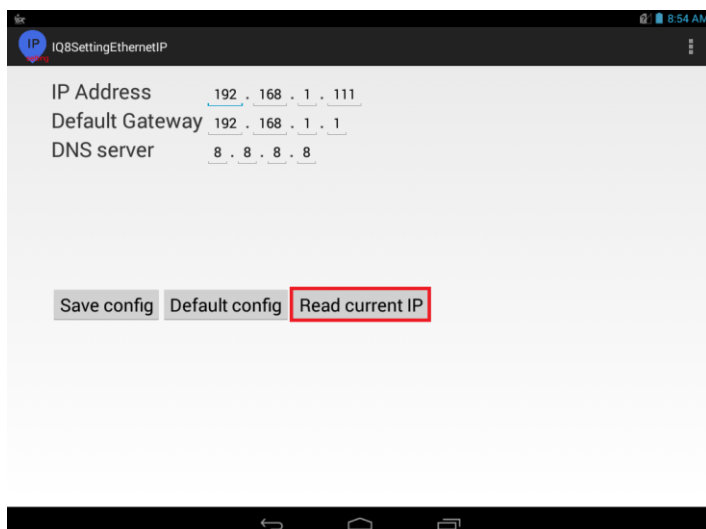 8:54 AM
IP
setting
IQ8SettingEthernetIP
IP Address 192 . 168 . 1 . 111
Default Gateway 192 . 168 . 1 . 1
DNS server 8 . 8 . 8 . 8
Save config Default config Read current IP